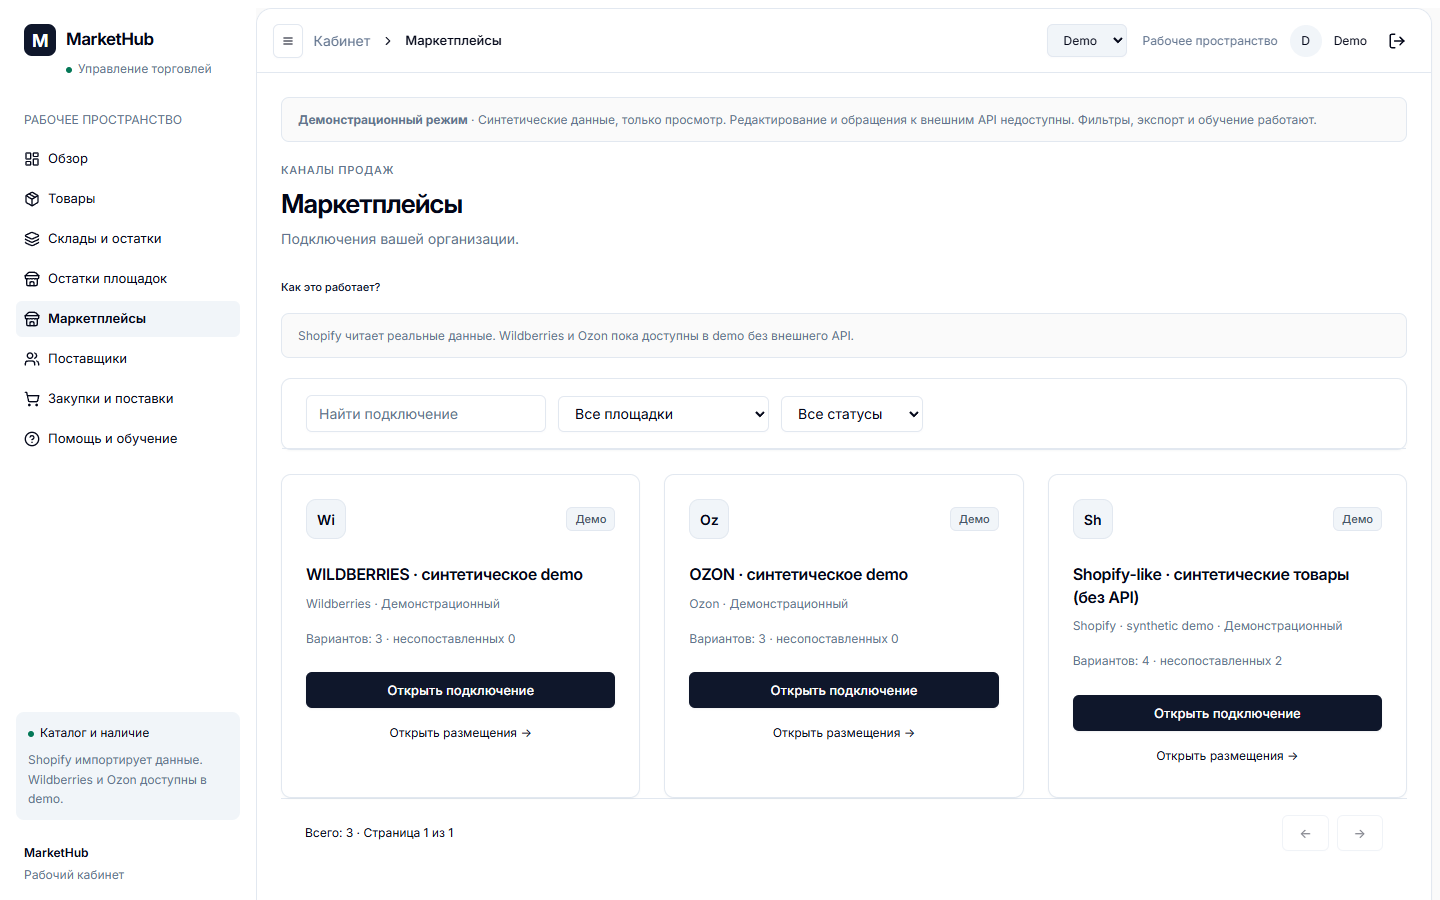 M MarketHub
Управление торговлей
РАБОЧЕЕ ПРОСТРАНСТВО
Обзор
Товары
Склады и остатки
Остатки площадок
Маркетплейсы
Поставщики
Закупки и поставки
Помощь и обучение
Каталог и наличие
Shopify импортирует данные.
Wildberries и Ozon доступны в
demo.
MarketHub
Рабочий кабинет
Кабинет > Маркетплейсы
Demo
Рабочее пространство
D Demo
Демонстрационный режим · Синтетические данные, только просмотр. Редактирование и обращения к внешним API недоступны. Фильтры, экспорт и обучение работают.
КАНАЛЫ ПРОДАЖ
Маркетплейсы
Подключения вашей организации.
Как это работает?
Shopify читает реальные данные. Wildberries и Ozon пока доступны в demo без внешнего API.
Найти подключение
Все площадки
Все статусы
Wi
Демо
WILDBERRIES · синтетическое demo
Wildberries · Демонстрационный
Вариантов: 3 · несопоставленных 0
Открыть подключение
Открыть размещения →
Oz
Демо
OZON · синтетическое demo
Ozon · Демонстрационный
Вариантов: 3 · несопоставленных 0
Открыть подключение
Открыть размещения →
Sh
Демо
Shopify-like · синтетические товары
(без API)
Shopify · synthetic demo · Демонстрационный
Вариантов: 4 · несопоставленных 2
Открыть подключение
Открыть размещения →
Всего: 3 · Страница 1 из 1
← →